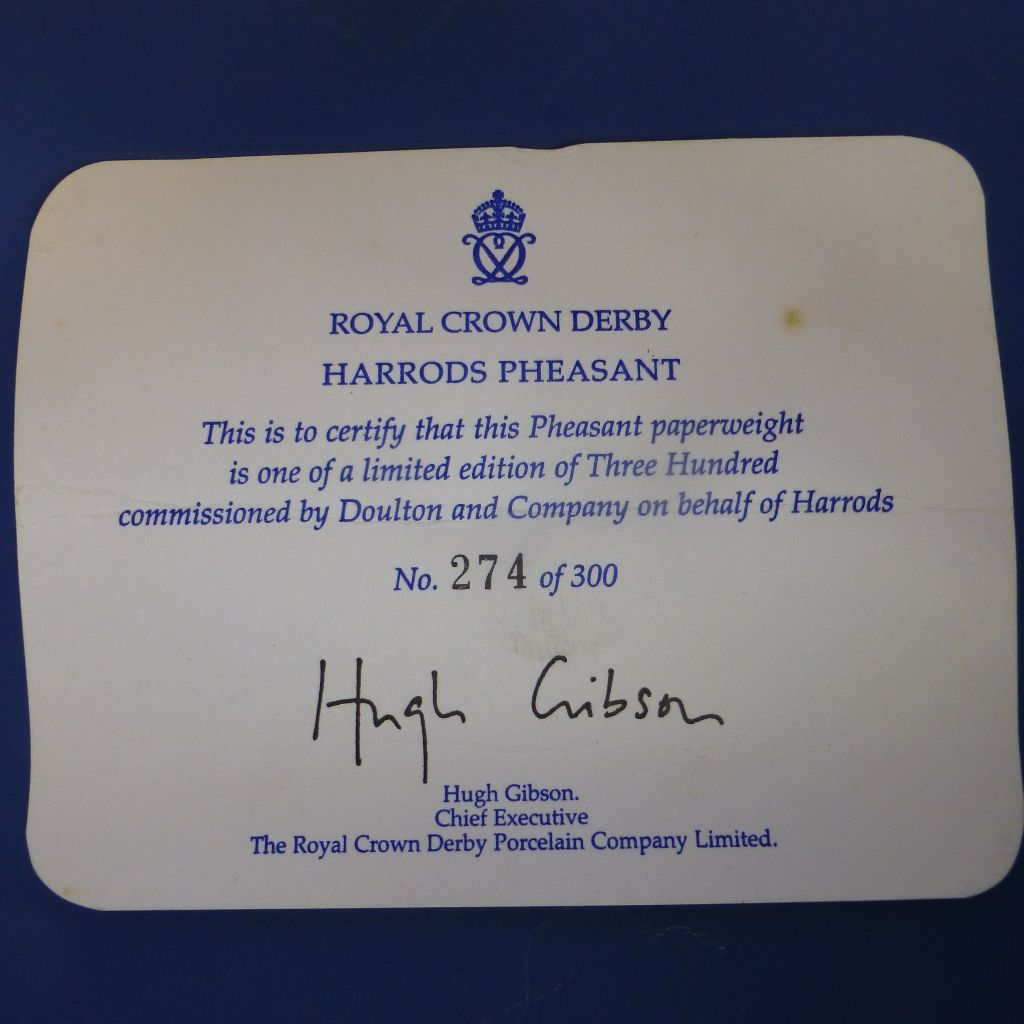 ROYAL CROWN DERBY
HARRODS PHEASANT
This is to certify that this Pheasant paperweight
is one of a limited edition of Three Hundred
commissioned by Doulton and Company on behalf of Harrods
No. 274 of 300
Hugh Gibson
Hugh Gibson.
Chief Executive
The Royal Crown Derby Porcelain Company Limited.